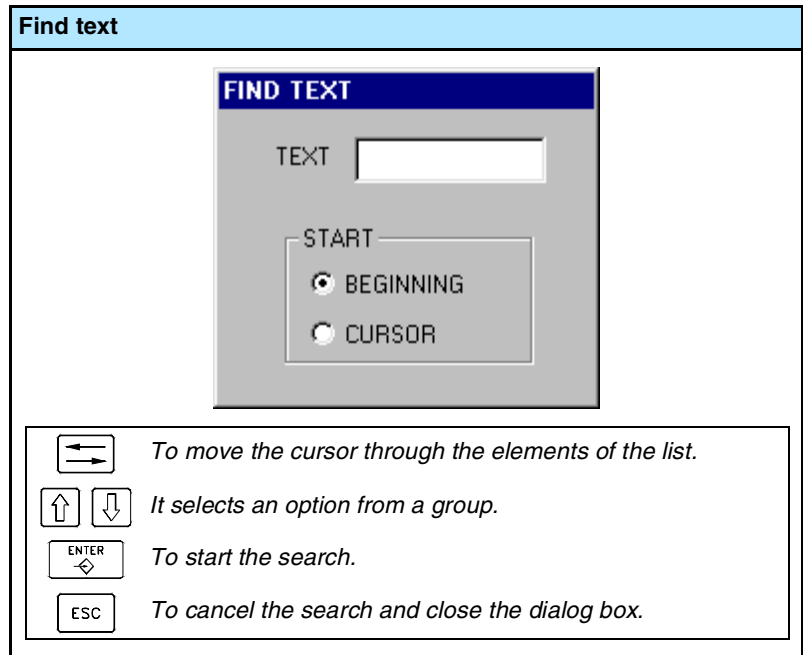 Find text
FIND TEXT
TEXT
START
BEGINNING
CURSOR
To move the cursor through the elements of the list.
It selects an option from a group.
ENTER
To start the search.
ESC
To cancel the search and close the dialog box.